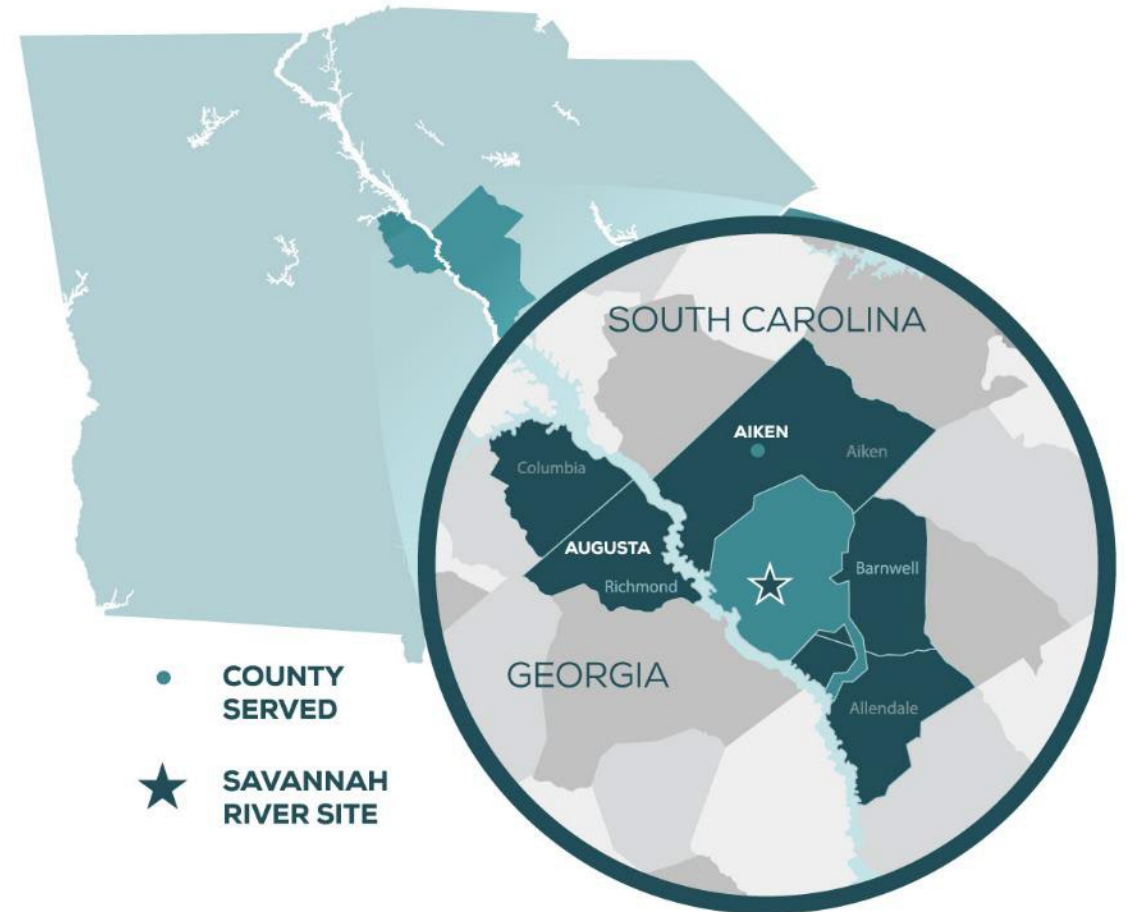 SOUTH CAROLINA
AIKEN
Aiken
Columbia
AUGUSTA
Richmond
Barnwell
GEORGIA
Allendale
COUNTY
SERVED
SAVANNAH
RIVER SITE